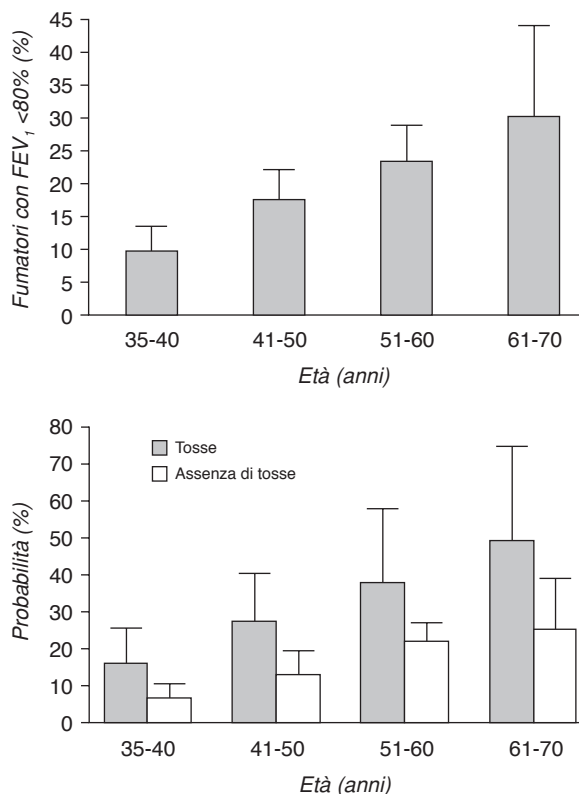 Fumatori con FEV₁ <80% (%)
45
40
35
30
25
20
15
10
5
0
35-40 41-50 51-60 61-70
Età (anni)
Probabilità (%)
80
70
60
50
40
30
20
10
0
Tosse
Assenza di tosse
35-40 41-50 51-60 61-70
Età (anni)